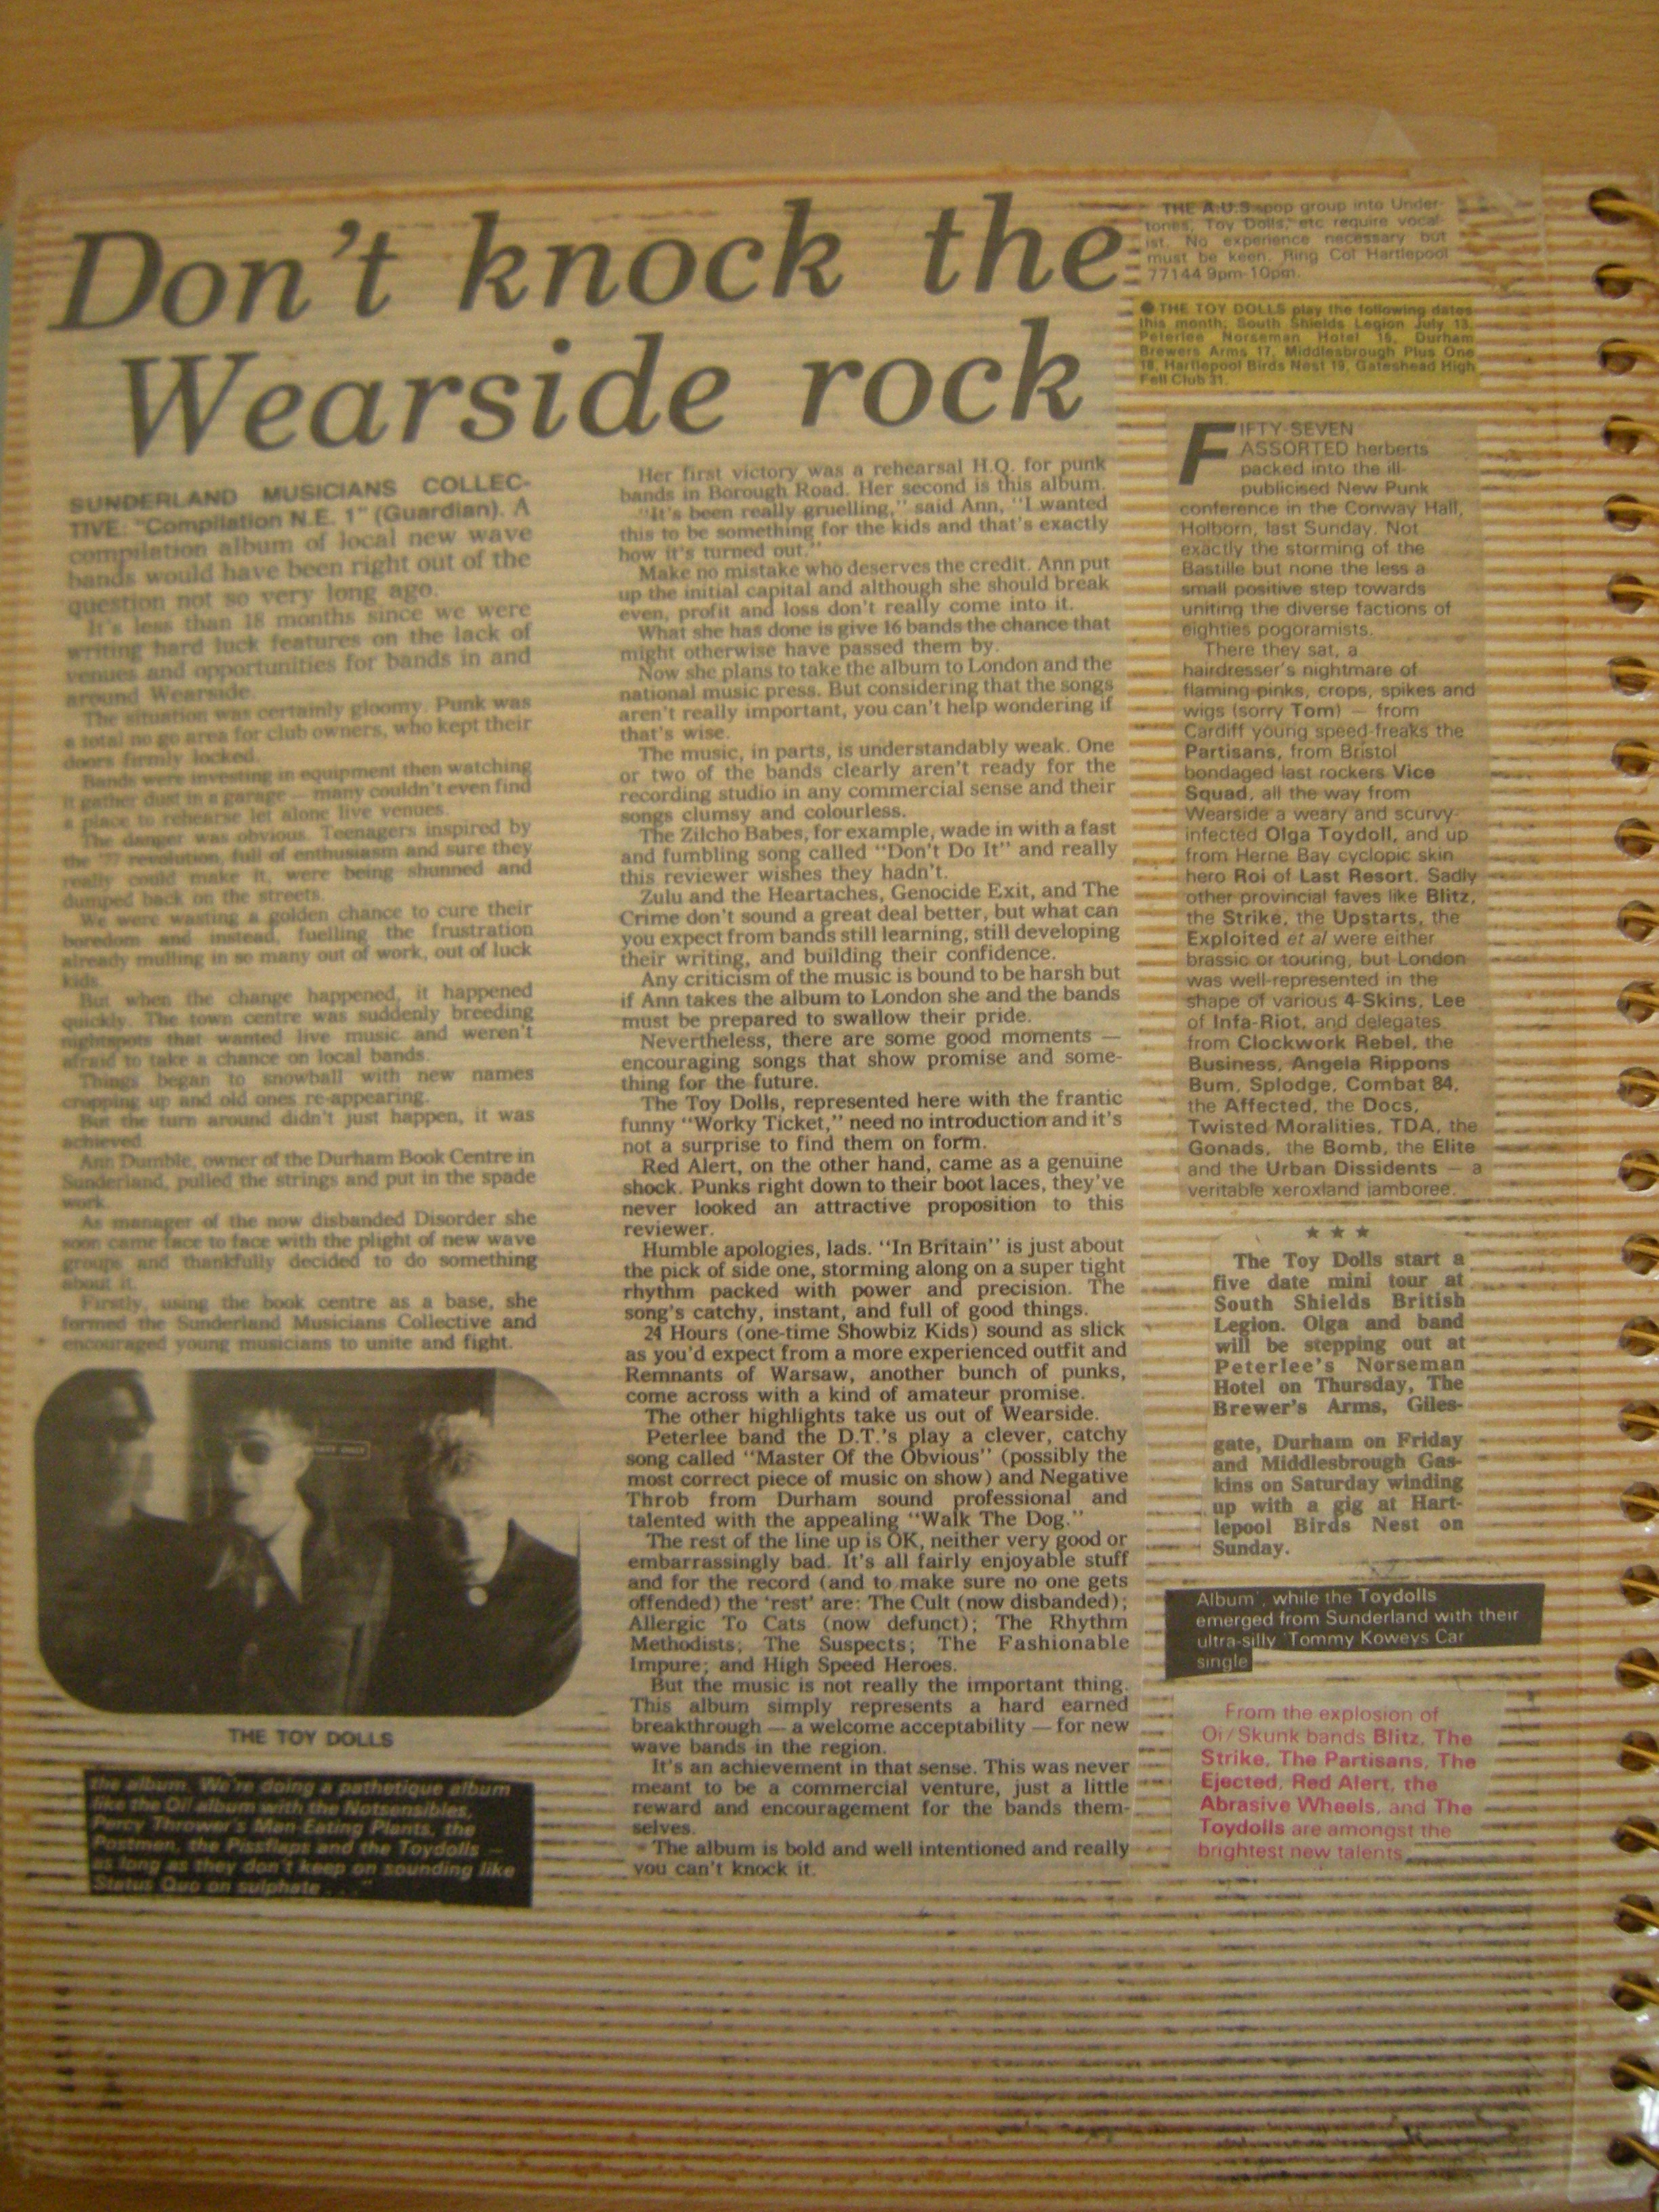 Don't knock the
Wearside rock
SUNDERLAND MUSICIANS COLLEC-
TIVE: "Compilation N.E. 1" (Guardian). A
compilation album of local new wave
bands would have been right out of the
question not so very long ago.
It's less than 18 months since we were
writing hard luck features on the lack of
venues and opportunities for bands in and
around Wearside.
The situation was certainly gloomy. Punk was
a total no go area for club owners, who kept their
doors firmly locked.
Bands were investing in equipment then watching
it gather dust in a garage — many couldn't even find
a place to rehearse let alone live venues.
The danger was obvious. Teenagers inspired by
the '77 revolution, full of enthusiasm and sure they
really could make it, were being shunned and
dumped back on the streets.
We were wasting a golden chance to cure their
boredom and instead, fuelling the frustration
already mulling in so many out of work, out of luck
kids.
But when the change happened, it happened
quickly. The town centre was suddenly breeding
nightspots that wanted live music and weren't
afraid to take a chance on local bands.
Things began to snowball with new names
cropping up and old ones re-appearing.
But the turn around didn't just happen, it was
achieved.
Ann Dumble, owner of the Durham Book Centre in
Sunderland, pulled the strings and put in the spade
work.
As manager of the now disbanded Disorder she
soon came face to face with the plight of new wave
groups and thankfully decided to do something
about it.
Firstly, using the book centre as a base, she
formed the Sunderland Musicians Collective and
encouraged young musicians to unite and fight.
THE TOY DOLLS
the album. We're doing a pathetique album
like the Oi! album with the Notsensibles,
Percy Thrower's Man Eating Plants, the
Postmen, the Pissflaps and the Toydolls —
as long as they don't keep on sounding like
Status Quo on sulphate . . ."
Her first victory was a rehearsal H.Q. for punk
bands in Borough Road. Her second is this album.
"It's been really gruelling," said Ann, "I wanted
this to be something for the kids and that's exactly
how it's turned out."
Make no mistake who deserves the credit. Ann put
up the initial capital and although she should break
even, profit and loss don't really come into it.
What she has done is give 16 bands the chance that
might otherwise have passed them by.
Now she plans to take the album to London and the
national music press. But considering that the songs
aren't really important, you can't help wondering if
that's wise.
The music, in parts, is understandably weak. One
or two of the bands clearly aren't ready for the
recording studio in any commercial sense and their
songs clumsy and colourless.
The Zilcho Babes, for example, wade in with a fast
and fumbling song called "Don't Do It" and really
this reviewer wishes they hadn't.
Zulu and the Heartaches, Genocide Exit, and The
Crime don't sound a great deal better, but what can
you expect from bands still learning, still developing
their writing, and building their confidence.
Any criticism of the music is bound to be harsh but
if Ann takes the album to London she and the bands
must be prepared to swallow their pride.
Nevertheless, there are some good moments —
encouraging songs that show promise and some-
thing for the future.
The Toy Dolls, represented here with the frantic
funny "Worky Ticket," need no introduction and it's
not a surprise to find them on form.
Red Alert, on the other hand, came as a genuine
shock. Punks right down to their boot laces, they've
never looked an attractive proposition to this
reviewer.
Humble apologies, lads. "In Britain" is just about
the pick of side one, storming along on a super tight
rhythm packed with power and precision. The
song's catchy, instant, and full of good things.
24 Hours (one-time Showbiz Kids) sound as slick
as you'd expect from a more experienced outfit and
Remnants of Warsaw, another bunch of punks,
come across with a kind of amateur promise.
The other highlights take us out of Wearside.
Peterlee band the D.T.'s play a clever, catchy
song called "Master Of the Obvious" (possibly the
most correct piece of music on show) and Negative
Throb from Durham sound professional and
talented with the appealing "Walk The Dog."
The rest of the line up is OK, neither very good or
embarrassingly bad. It's all fairly enjoyable stuff
and for the record (and to make sure no one gets
offended) the 'rest' are: The Cult (now disbanded);
Allergic To Cats (now defunct); The Rhythm
Methodists; The Suspects; The Fashionable
Impure; and High Speed Heroes.
But the music is not really the important thing.
This album simply represents a hard earned
breakthrough — a welcome acceptability — for new
wave bands in the region.
It's an achievement in that sense. This was never
meant to be a commercial venture, just a little
reward and encouragement for the bands them-
selves.
The album is bold and well intentioned and really
you can't knock it.
THE A.U.S. pop group into Under-
tones, Toy Dolls, etc require vocal-
ist. No experience necessary but
must be keen. Ring Col Hartlepool
77144 9pm-10pm.
●THE TOY DOLLS play the following dates
this month; South Shields Legion July 13,
Peterlee Norseman Hotel 16, Durham
Brewers Arms 17, Middlesbrough Plus One
18, Hartlepool Birds Nest 19, Gateshead High
Fell Club 31.
FIFTY-SEVEN
ASSORTED herberts
packed into the ill-
publicised New Punk
conference in the Conway Hall,
Holborn, last Sunday. Not
exactly the storming of the
Bastille but none the less a
small positive step towards
uniting the diverse factions of
eighties pogoramists.
There they sat, a
hairdresser's nightmare of
flaming pinks, crops, spikes and
wigs (sorry Tom) — from
Cardiff young speed-freaks the
Partisans, from Bristol
bondaged last rockers Vice
Squad, all the way from
Wearside a weary and scurvy-
infected Olga Toydoll, and up
from Herne Bay cyclopic skin
hero Roi of Last Resort. Sadly
other provincial faves like Blitz,
the Strike, the Upstarts, the
Exploited et al were either
brassic or touring, but London
was well-represented in the
shape of various 4-Skins, Lee
of Infa-Riot, and delegates
from Clockwork Rebel, the
Business, Angela Rippons
Bum, Splodge, Combat 84,
the Affected, the Docs,
Twisted Moralities, TDA, the
Gonads, the Bomb, the Elite
and the Urban Dissidents — a
veritable xeroxland jamboree.
★ ★ ★
The Toy Dolls start a
five date mini tour at
South Shields British
Legion. Olga and band
will be stepping out at
Peterlee's Norseman
Hotel on Thursday, The
Brewer's Arms, Giles-
gate, Durham on Friday
and Middlesbrough Gas-
kins on Saturday winding
up with a gig at Hart-
lepool Birds Nest on
Sunday.
Album', while the Toydolls
emerged from Sunderland with their
ultra-silly 'Tommy Koweys Car'
single
From the explosion of
Oi/Skunk bands Blitz, The
Strike, The Partisans, The
Ejected, Red Alert, the
Abrasive Wheels, and The
Toydolls are amongst the
brightest new talents